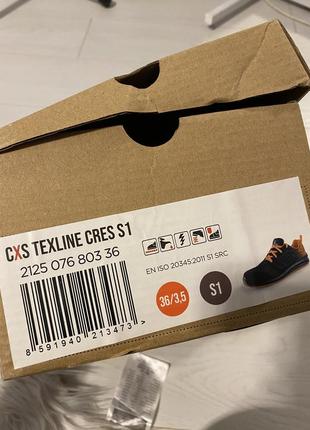 CXS TEXLINE CRES S1
2125 076 803 36
EN ISO 20345:2011 S1 SRC
36/3,5
S1
8 591940 213473 >